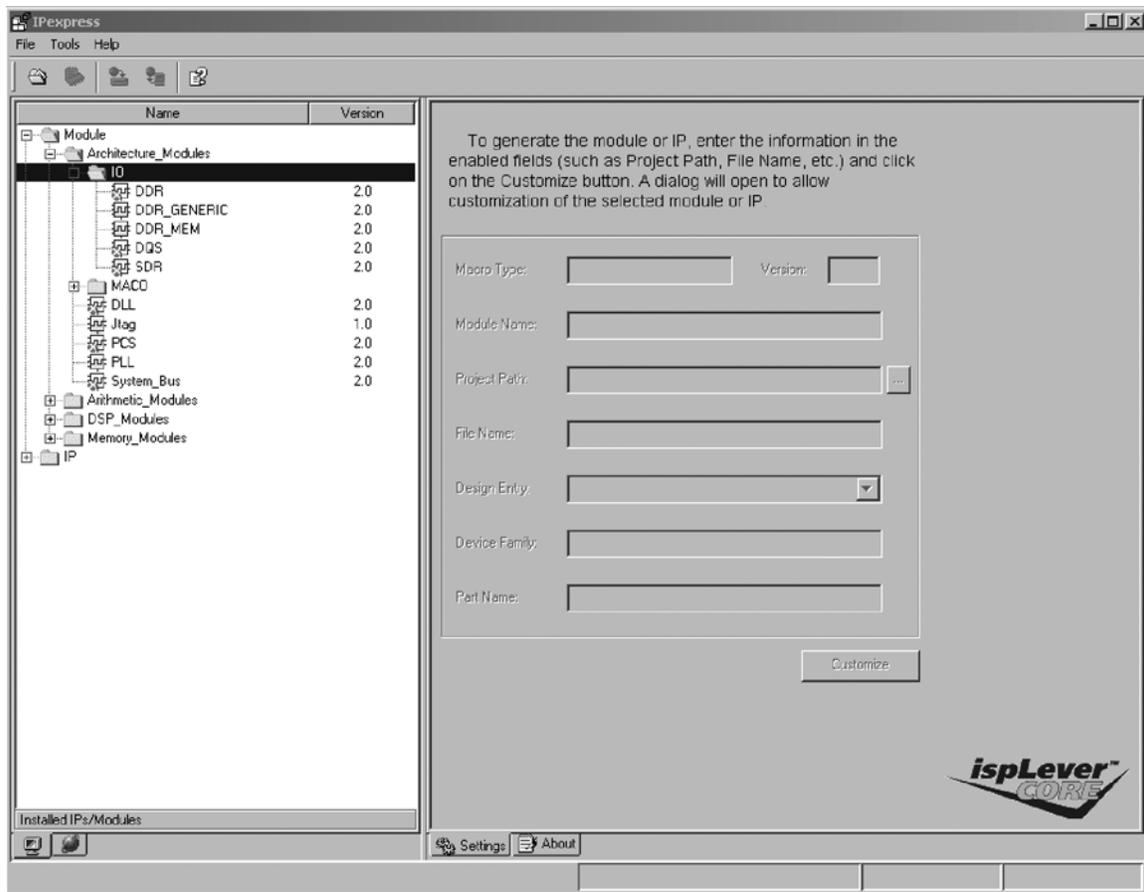 IPexpress
File Tools Help
Name Version
Module
Architecture_Modules
IO
DDR 2.0
DDR_GENERIC 2.0
DDR_MEM 2.0
DQS 2.0
SDR 2.0
MACO
DLL 2.0
Jtag 1.0
PCS 2.0
PLL 2.0
System_Bus 2.0
Arithmetic_Modules
DSP_Modules
Memory_Modules
IP
Installed IPs/Modules
To generate the module or IP, enter the information in the
enabled fields (such as Project Path, File Name, etc.) and click
on the Customize button. A dialog will open to allow
customization of the selected module or IP.
Macro Type: Version:
Module Name:
Project Path: ...
File Name:
Design Entry:
Device Family:
Part Name:
Customize
ispLever™
CORE
Settings About